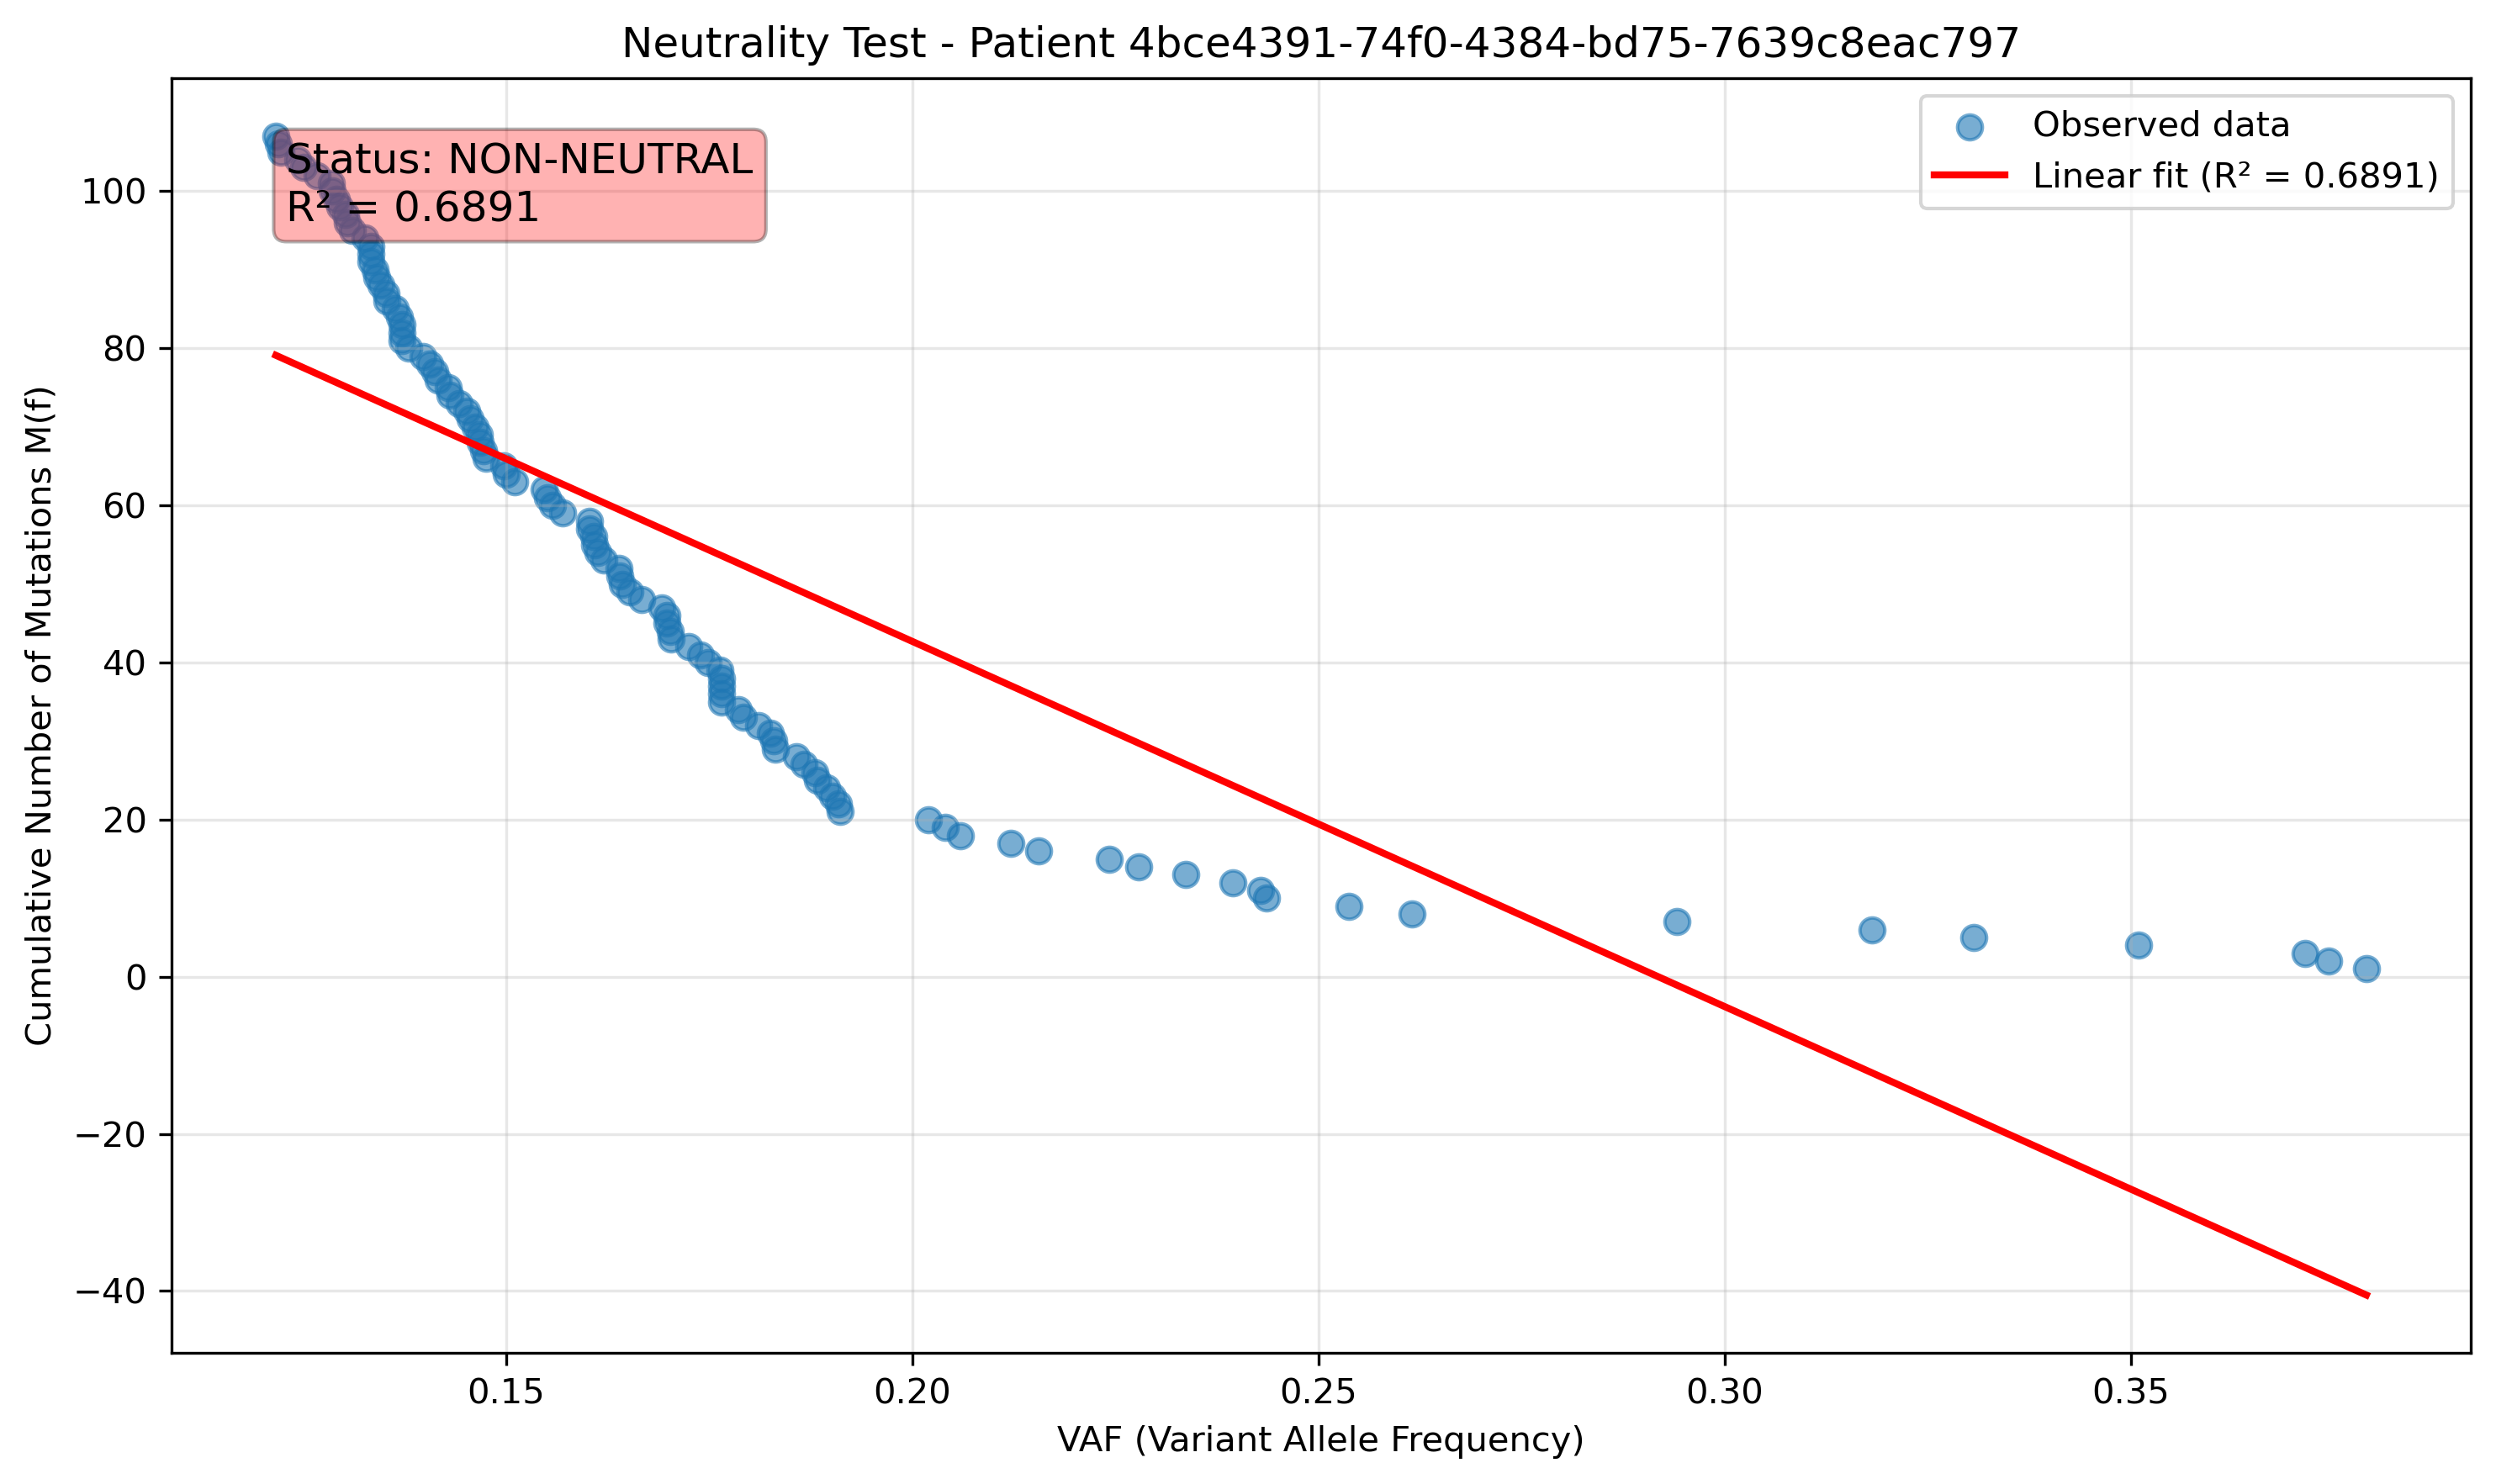 Neutrality Test - Patient 4bce4391-74f0-4384-bd75-7639c8eac797
Status: NON-NEUTRAL
R² = 0.6891
Observed data
Linear fit (R² = 0.6891)
Cumulative Number of Mutations M(f)
100
80
60
40
20
0
−20
−40
0.15
0.20
0.25
0.30
0.35
VAF (Variant Allele Frequency)